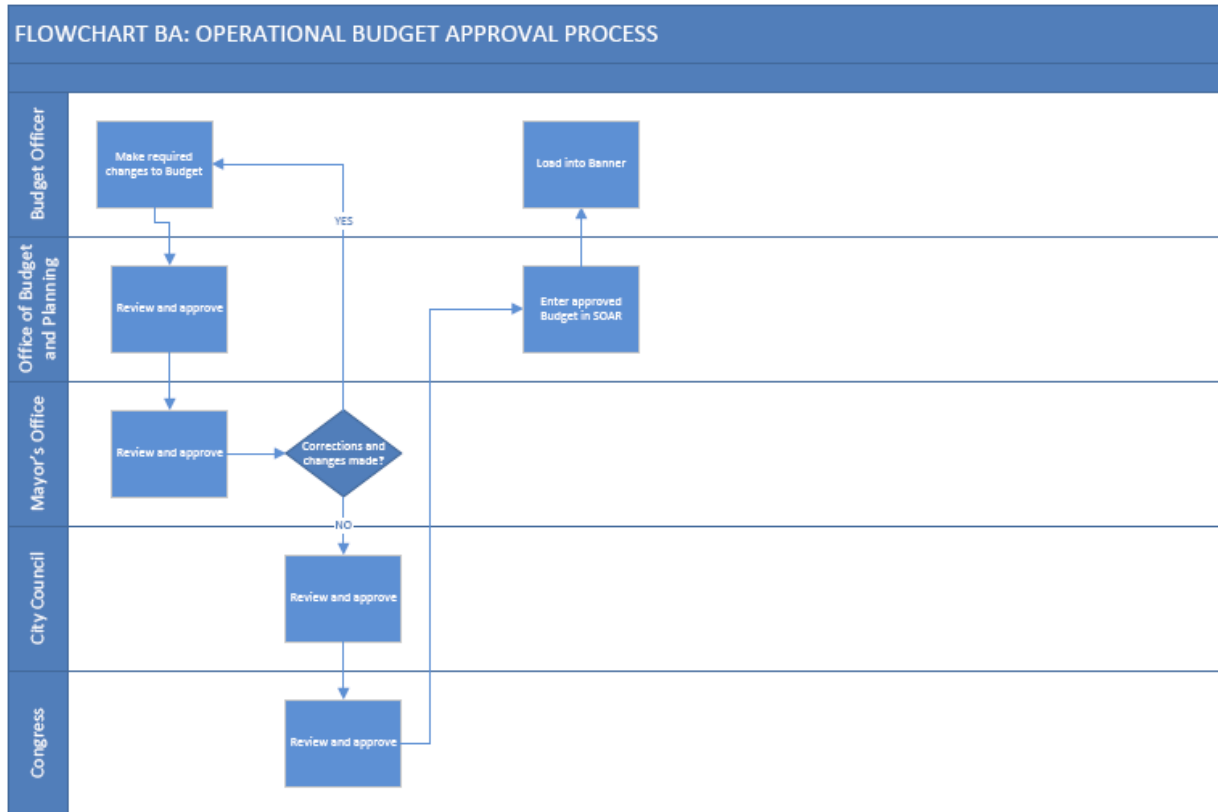 FLOWCHART BA: OPERATIONAL BUDGET APPROVAL PROCESS
Budget Officer
Make required
changes to Budget
Load into Banner
YES
Office of Budget
and Planning
Review and approve
Enter approved
Budget in SOAR
Mayor's Office
Review and approve
Corrections and
changes made?
NO
City Council
Review and approve
Congress
Review and approve